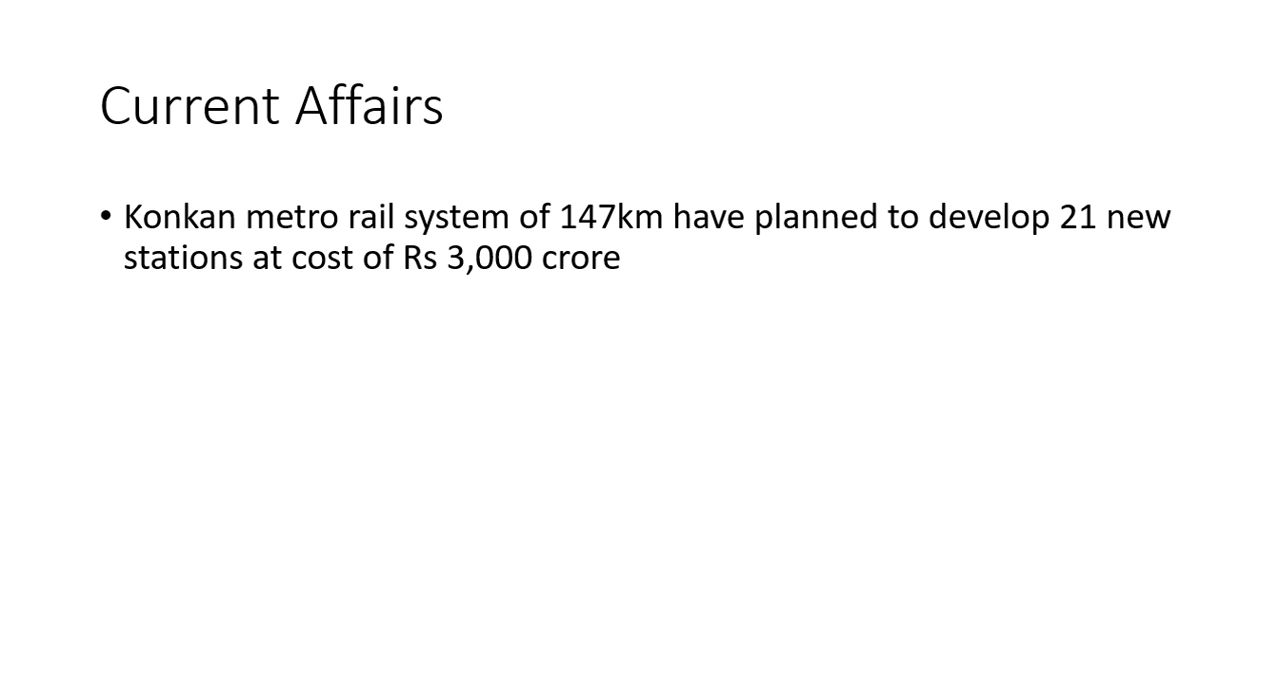 Current Affairs
• Konkan metro rail system of 147km have planned to develop 21 new
stations at cost of Rs 3,000 crore